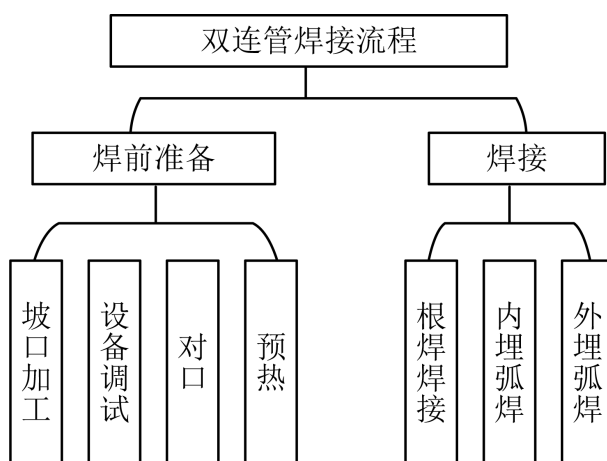 双连管焊接流程
焊前准备
焊接
坡口加工
设备调试
对口
预热
根焊焊接
内埋弧焊
外埋弧焊